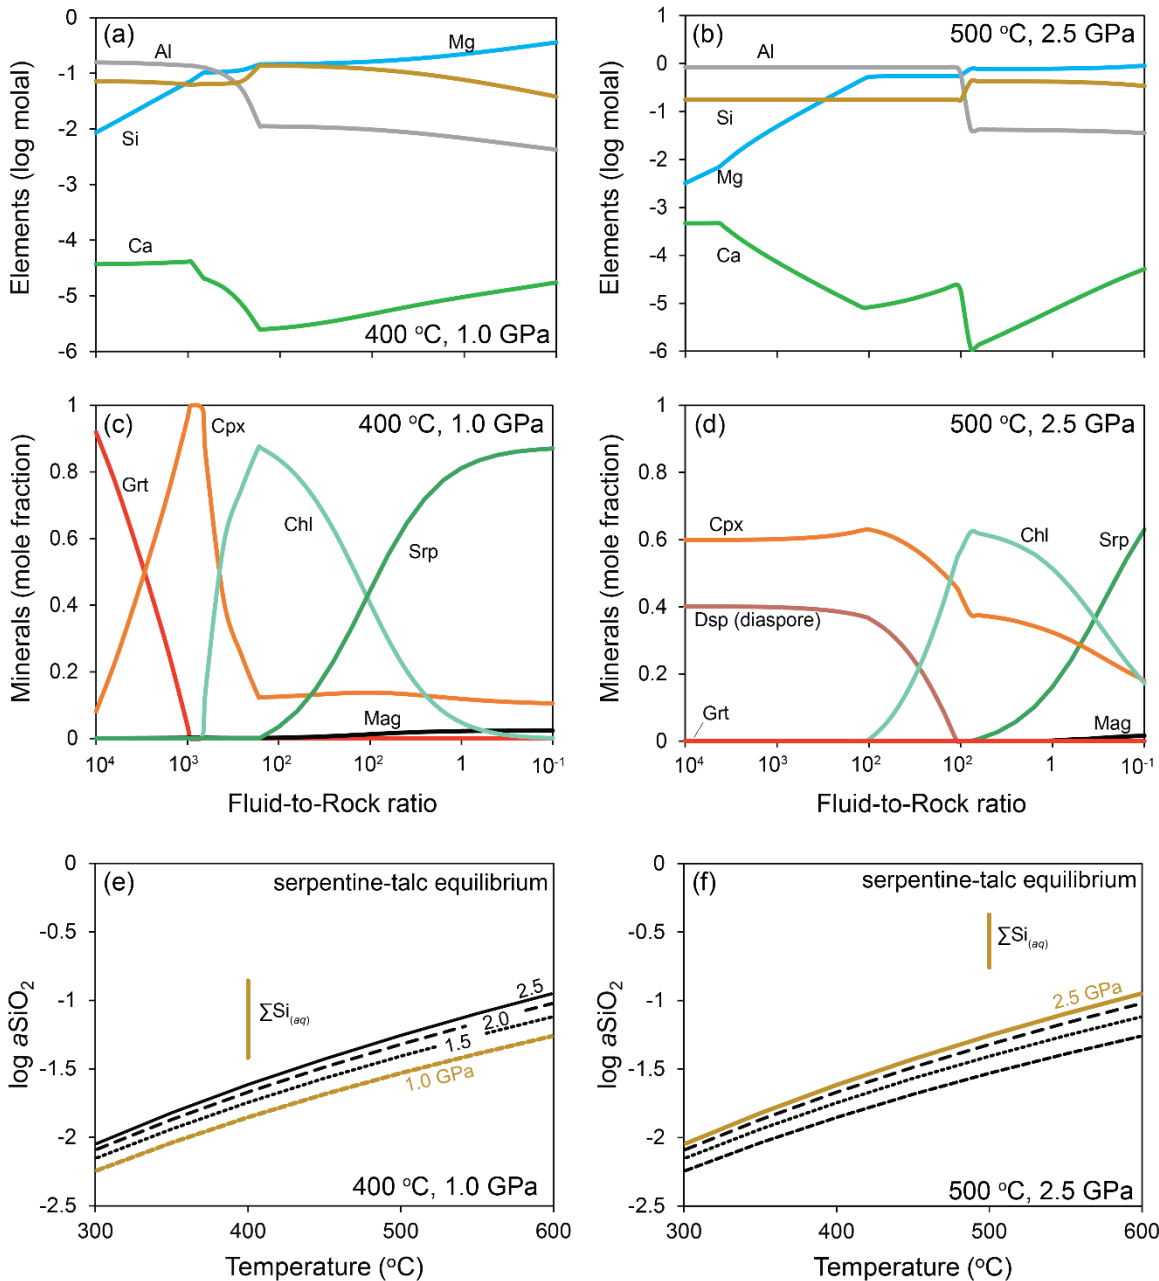 (a)
Al
Mg
Si
Ca
400 °C, 1.0 GPa
0
-1
-2
-3
-4
-5
-6
Elements (log molal)
(b)
500 °C, 2.5 GPa
Al
Si
Mg
Ca
1
0
-1
-2
-3
-4
-5
-6
Elements (log molal)
(c)
400 °C, 1.0 GPa
Cpx
Grt
Chl
Srp
Mag
1
0.8
0.6
0.4
0.2
0
Minerals (mole fraction)
10⁴ 10³ 10² 10² 1 10⁻¹
Fluid-to-Rock ratio
(d)
500 °C, 2.5 GPa
Cpx
Chl
Srp
Dsp (diaspore)
Grt
Mag
1
0.8
0.6
0.4
0.2
0
Minerals (mole fraction)
10⁴ 10³ 10² 10² 1 10⁻¹
Fluid-to-Rock ratio
(e)
serpentine-talc equilibrium
∑Si(aq)
2.5
2.0
1.5
1.0 GPa
400 °C, 1.0 GPa
0
-0.5
-1
-1.5
-2
-2.5
log aSiO₂
300 400 500 600
Temperature (°C)
(f)
serpentine-talc equilibrium
∑Si(aq)
2.5 GPa
500 °C, 2.5 GPa
0
-0.5
-1
-1.5
-2
-2.5
log aSiO₂
300 400 500 600
Temperature (°C)